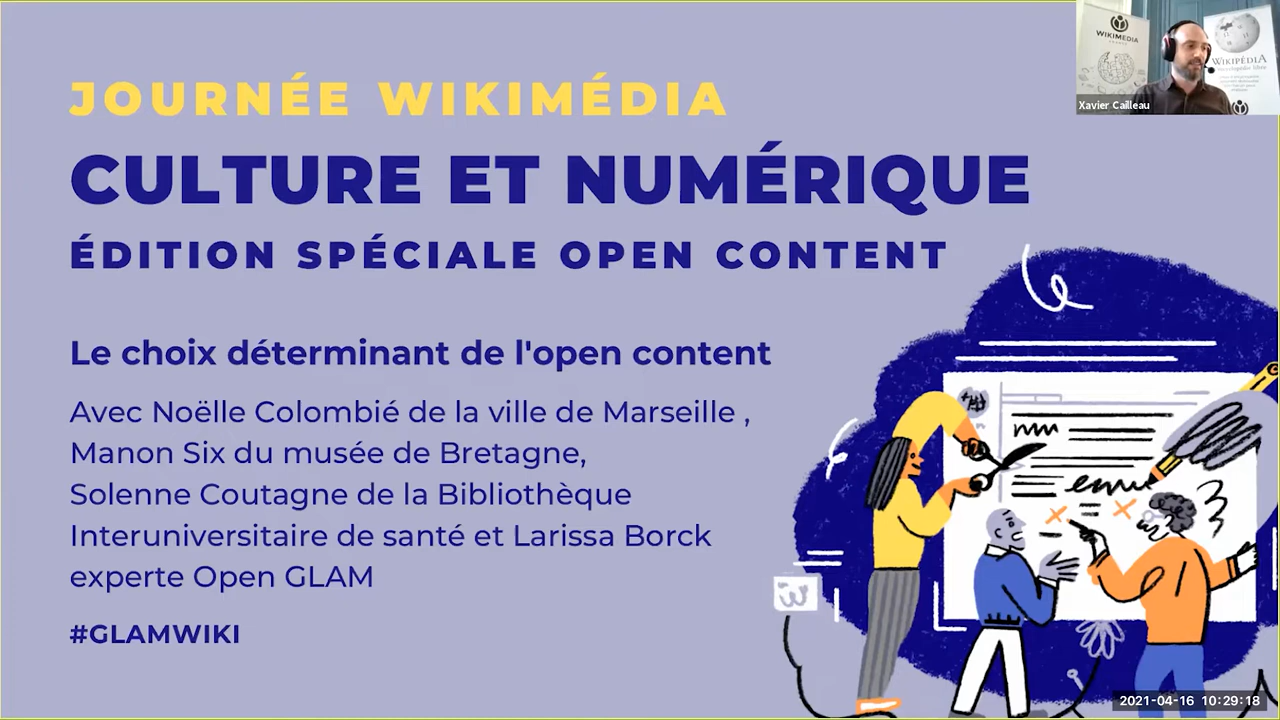 JOURNÉE WIKIMÉDIA
CULTURE ET NUMÉRIQUE
ÉDITION SPÉCIALE OPEN CONTENT
Le choix déterminant de l'open content
Avec Noëlle Colombié de la ville de Marseille ,
Manon Six du musée de Bretagne,
Solenne Coutagne de la Bibliothèque
Interuniversitaire de santé et Larissa Borck
experte Open GLAM
#GLAMWIKI
WIKIMEDIA
FRANCE
WIKIPÉDIA
Xavier Cailleau
2021-04-16 10:29:18